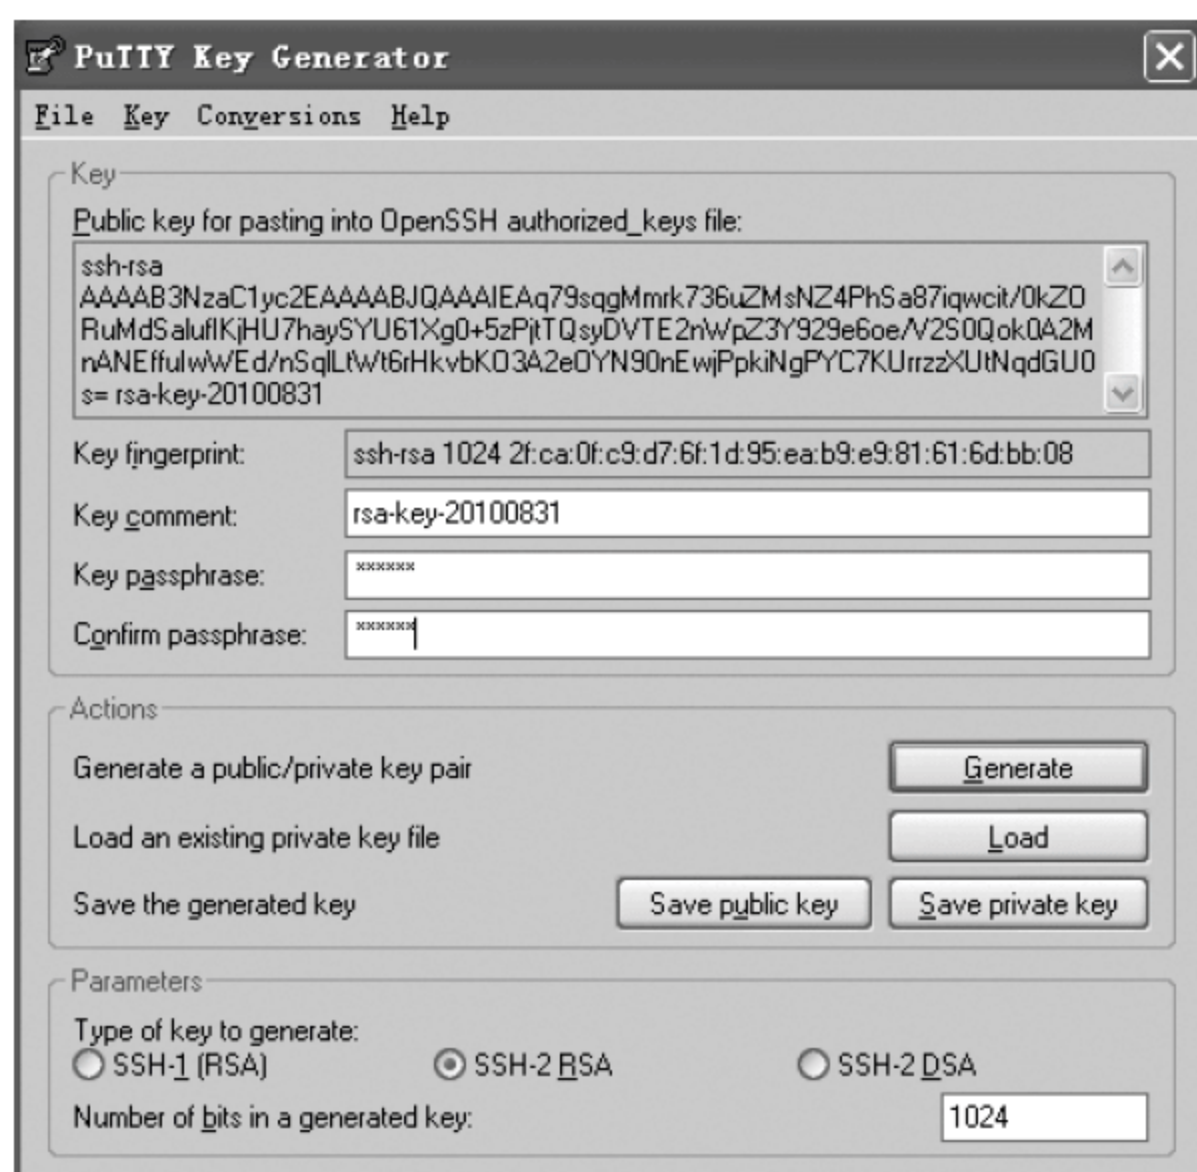 PuTTY Key Generator
File Key Conversions Help
Key
Public key for pasting into OpenSSH authorized_keys file:
ssh-rsa
AAAAB3NzaC1yc2EAAAABJQAAAIEAq79sqgMmrk736uZMsNZ4PhSa87iqwcit/0kZO
RuMdSalufIKjHU7haySYU61Xg0+5zPjtTQsyDVTE2nWpZ3Y929e6oe/V2S0Qok0A2M
nANEffulwWEd/nSqlLtWt6rHkvbKO3A2eOYN90nEwjPpkiNgPYC7KUrrzzXUtNqdGU0
s= rsa-key-20100831
Key fingerprint: ssh-rsa 1024 2f:ca:0f:c9:d7:6f:1d:95:ea:b9:e9:81:61:6d:bb:08
Key comment: rsa-key-20100831
Key passphrase: ******
Confirm passphrase: ******
Actions
Generate a public/private key pair Generate
Load an existing private key file Load
Save the generated key Save public key Save private key
Parameters
Type of key to generate:
SSH-1 (RSA) SSH-2 RSA SSH-2 DSA
Number of bits in a generated key: 1024